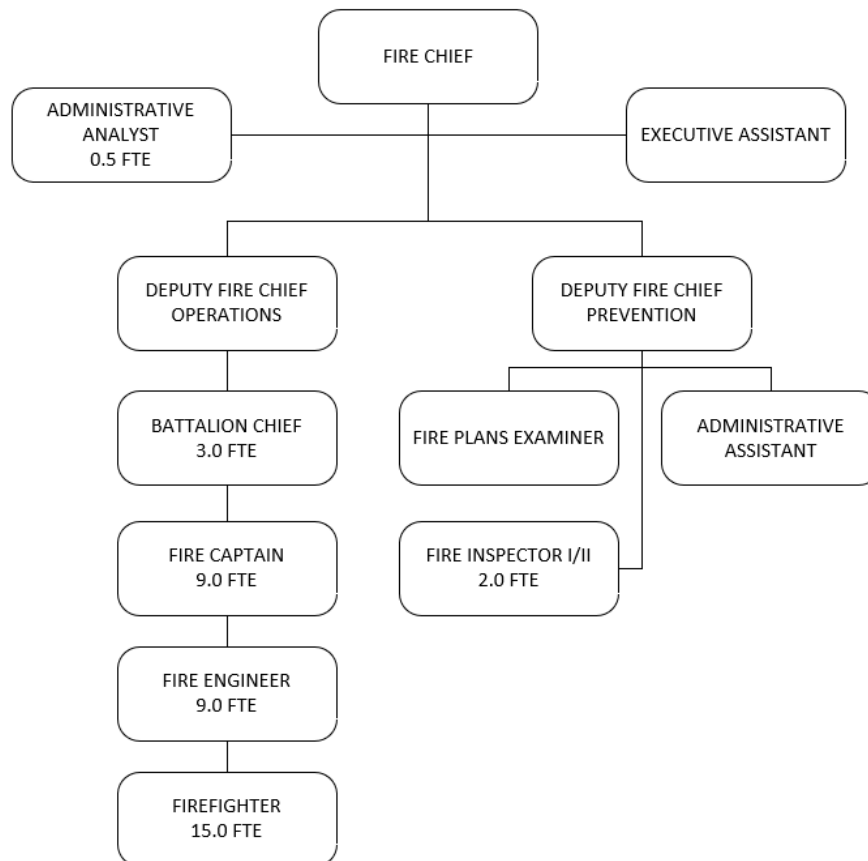 FIRE CHIEF
ADMINISTRATIVE
ANALYST
0.5 FTE
EXECUTIVE ASSISTANT
DEPUTY FIRE CHIEF
OPERATIONS
DEPUTY FIRE CHIEF
PREVENTION
BATTALION CHIEF
3.0 FTE
FIRE PLANS EXAMINER
ADMINISTRATIVE
ASSISTANT
FIRE CAPTAIN
9.0 FTE
FIRE INSPECTOR I/II
2.0 FTE
FIRE ENGINEER
9.0 FTE
FIREFIGHTER
15.0 FTE